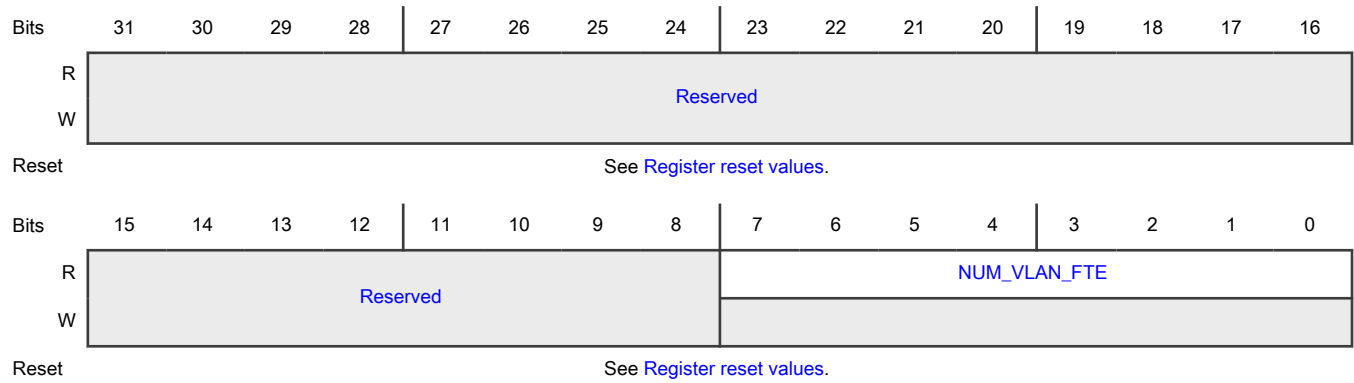 Bits 31 30 29 28 27 26 25 24 23 22 21 20 19 18 17 16
R
Reserved
W
Reset See Register reset values.
Bits 15 14 13 12 11 10 9 8 7 6 5 4 3 2 1 0
R NUM_VLAN_FTE
Reserved
W
Reset See Register reset values.